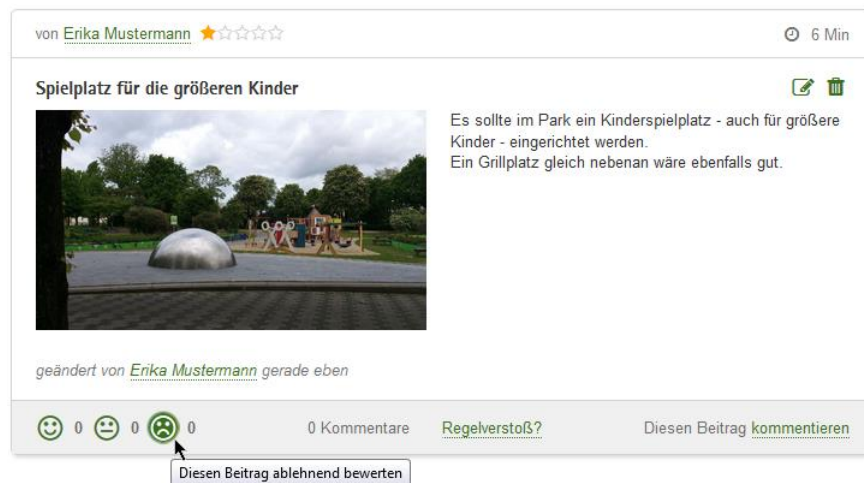 von Erika Mustermann
6 Min
Spielplatz für die größeren Kinder
Es sollte im Park ein Kinderspielplatz - auch für größere
Kinder - eingerichtet werden.
Ein Grillplatz gleich nebenan wäre ebenfalls gut.
geändert von Erika Mustermann gerade eben
0 0 0 0 Kommentare Regelverstoß? Diesen Beitrag kommentieren
Diesen Beitrag ablehnend bewerten